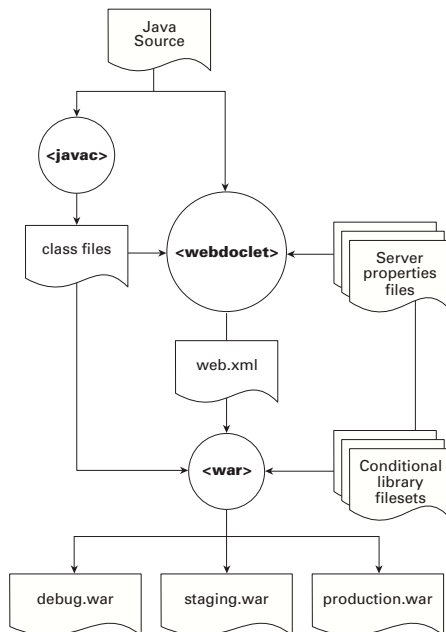 Java
Source
<javac>
class files
<webdoclet>
Server
properties
files
web.xml
<war>
Conditional
library
filesets
debug.war
staging.war
production.war